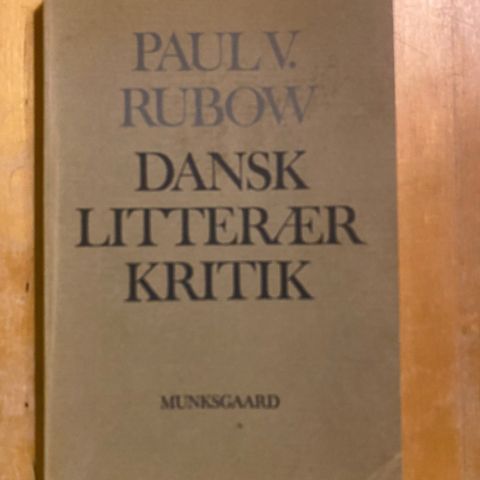 PAUL V.
RUBOW
DANSK
LITTERÆR
KRITIK
MUNKSGAARD